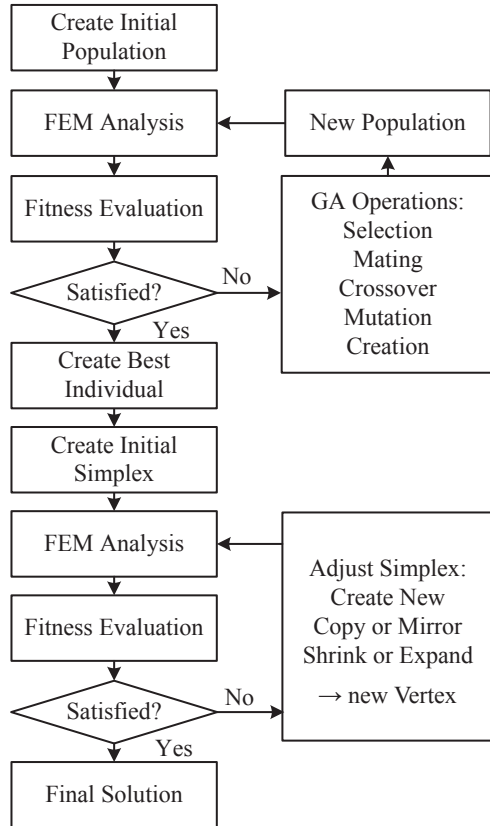 Create Initial
Population
FEM Analysis
New Population
Fitness Evaluation
GA Operations:
Selection
Mating
Crossover
Mutation
Creation
Satisfied?
No
Yes
Create Best
Individual
Create Initial
Simplex
FEM Analysis
Adjust Simplex:
Create New
Copy or Mirror
Shrink or Expand
→ new Vertex
Fitness Evaluation
Satisfied?
No
Yes
Final Solution